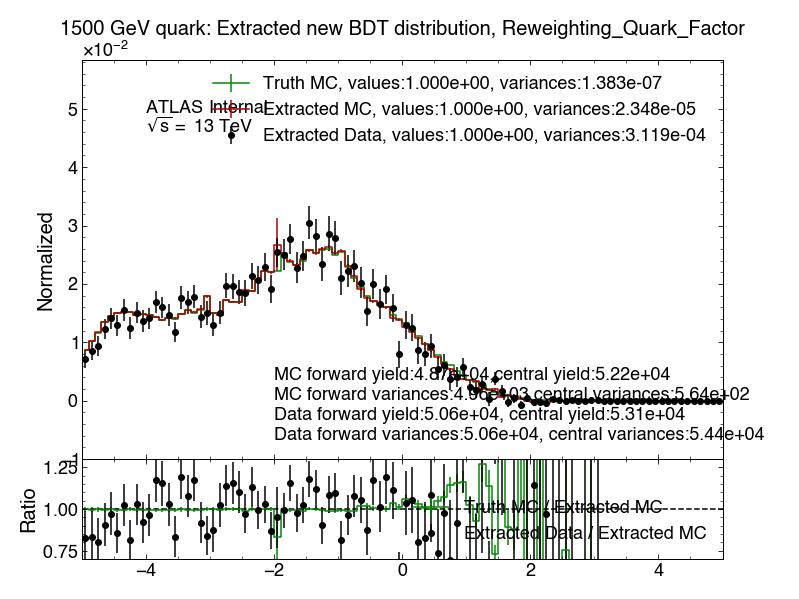 1500 GeV quark: Extracted new BDT distribution, Reweighting_Quark_Factor
×10−2
Truth MC, values:1.000e+00, variances:1.383e-07
ATLAS Internal
Extracted MC, values:1.000e+00, variances:2.348e-05
√s = 13 TeV
Extracted Data, values:1.000e+00, variances:3.119e-04
5
4
3
2
1
0
−1
Normalized
MC forward yield:4.87e+04 central yield:5.22e+04
MC forward variances:4.96e+03 central variances:5.64e+02
Data forward yield:5.06e+04, central yield:5.31e+04
Data forward variances:5.06e+04, central variances:5.44e+04
1.25
1.00
0.75
Ratio
Truth MC / Extracted MC
Extracted Data / Extracted MC
−4
−2
0
2
4